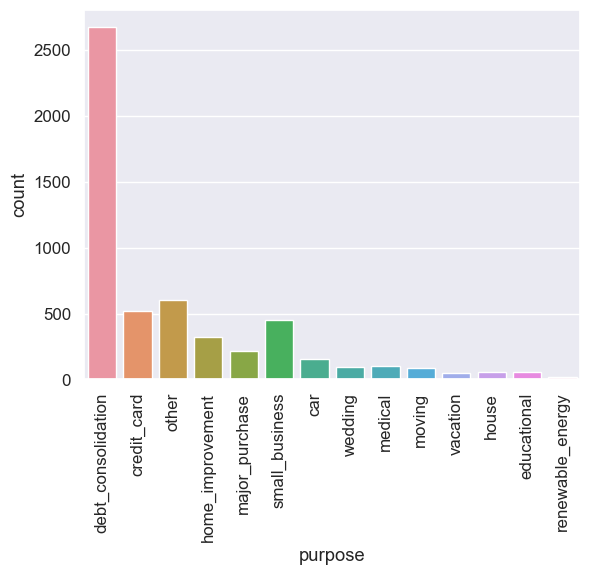 2500
2000
1500
1000
500
0
count
debt_consolidation
credit_card
other
home_improvement
major_purchase
small_business
car
wedding
medical
moving
vacation
house
educational
renewable_energy
purpose